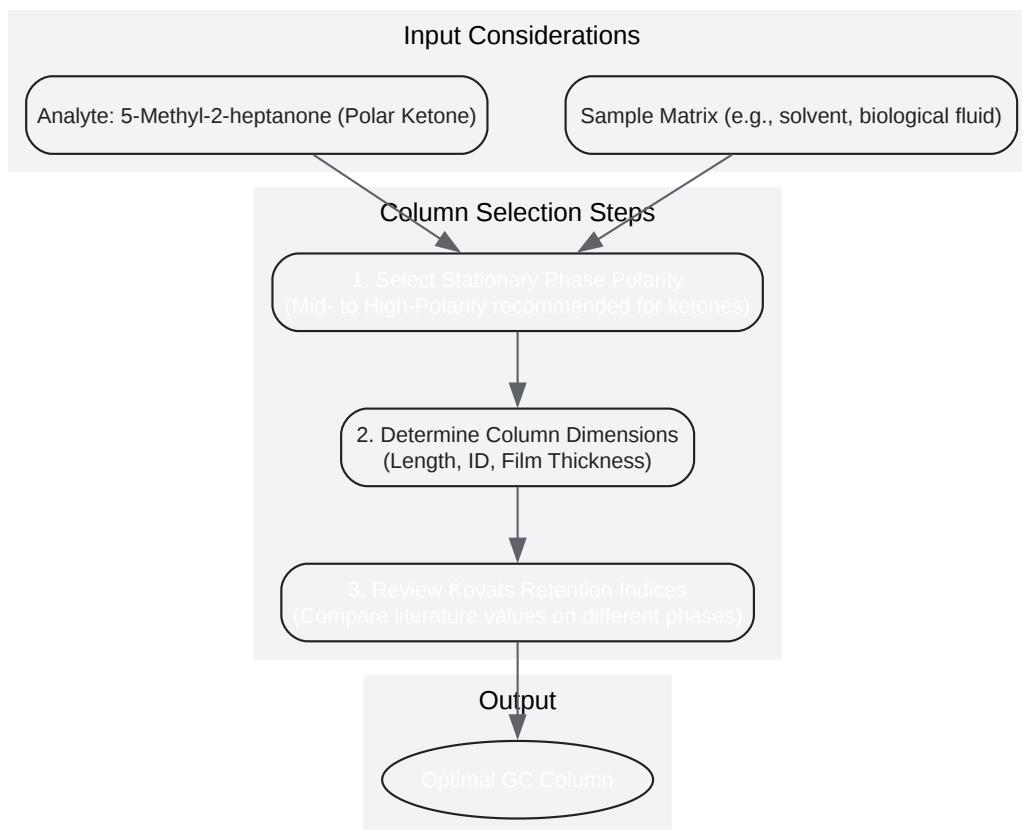 Input Considerations
Analyte: 5-Methyl-2-heptanone (Polar Ketone)
Sample Matrix (e.g., solvent, biological fluid)
Column Selection Steps
1. Select Stationary Phase Polarity
(Mid- to High-Polarity recommended for ketones)
2. Determine Column Dimensions
(Length, ID, Film Thickness)
3. Review Kovats Retention Indices
(Compare literature values on different phases)
Output
Optimal GC Column